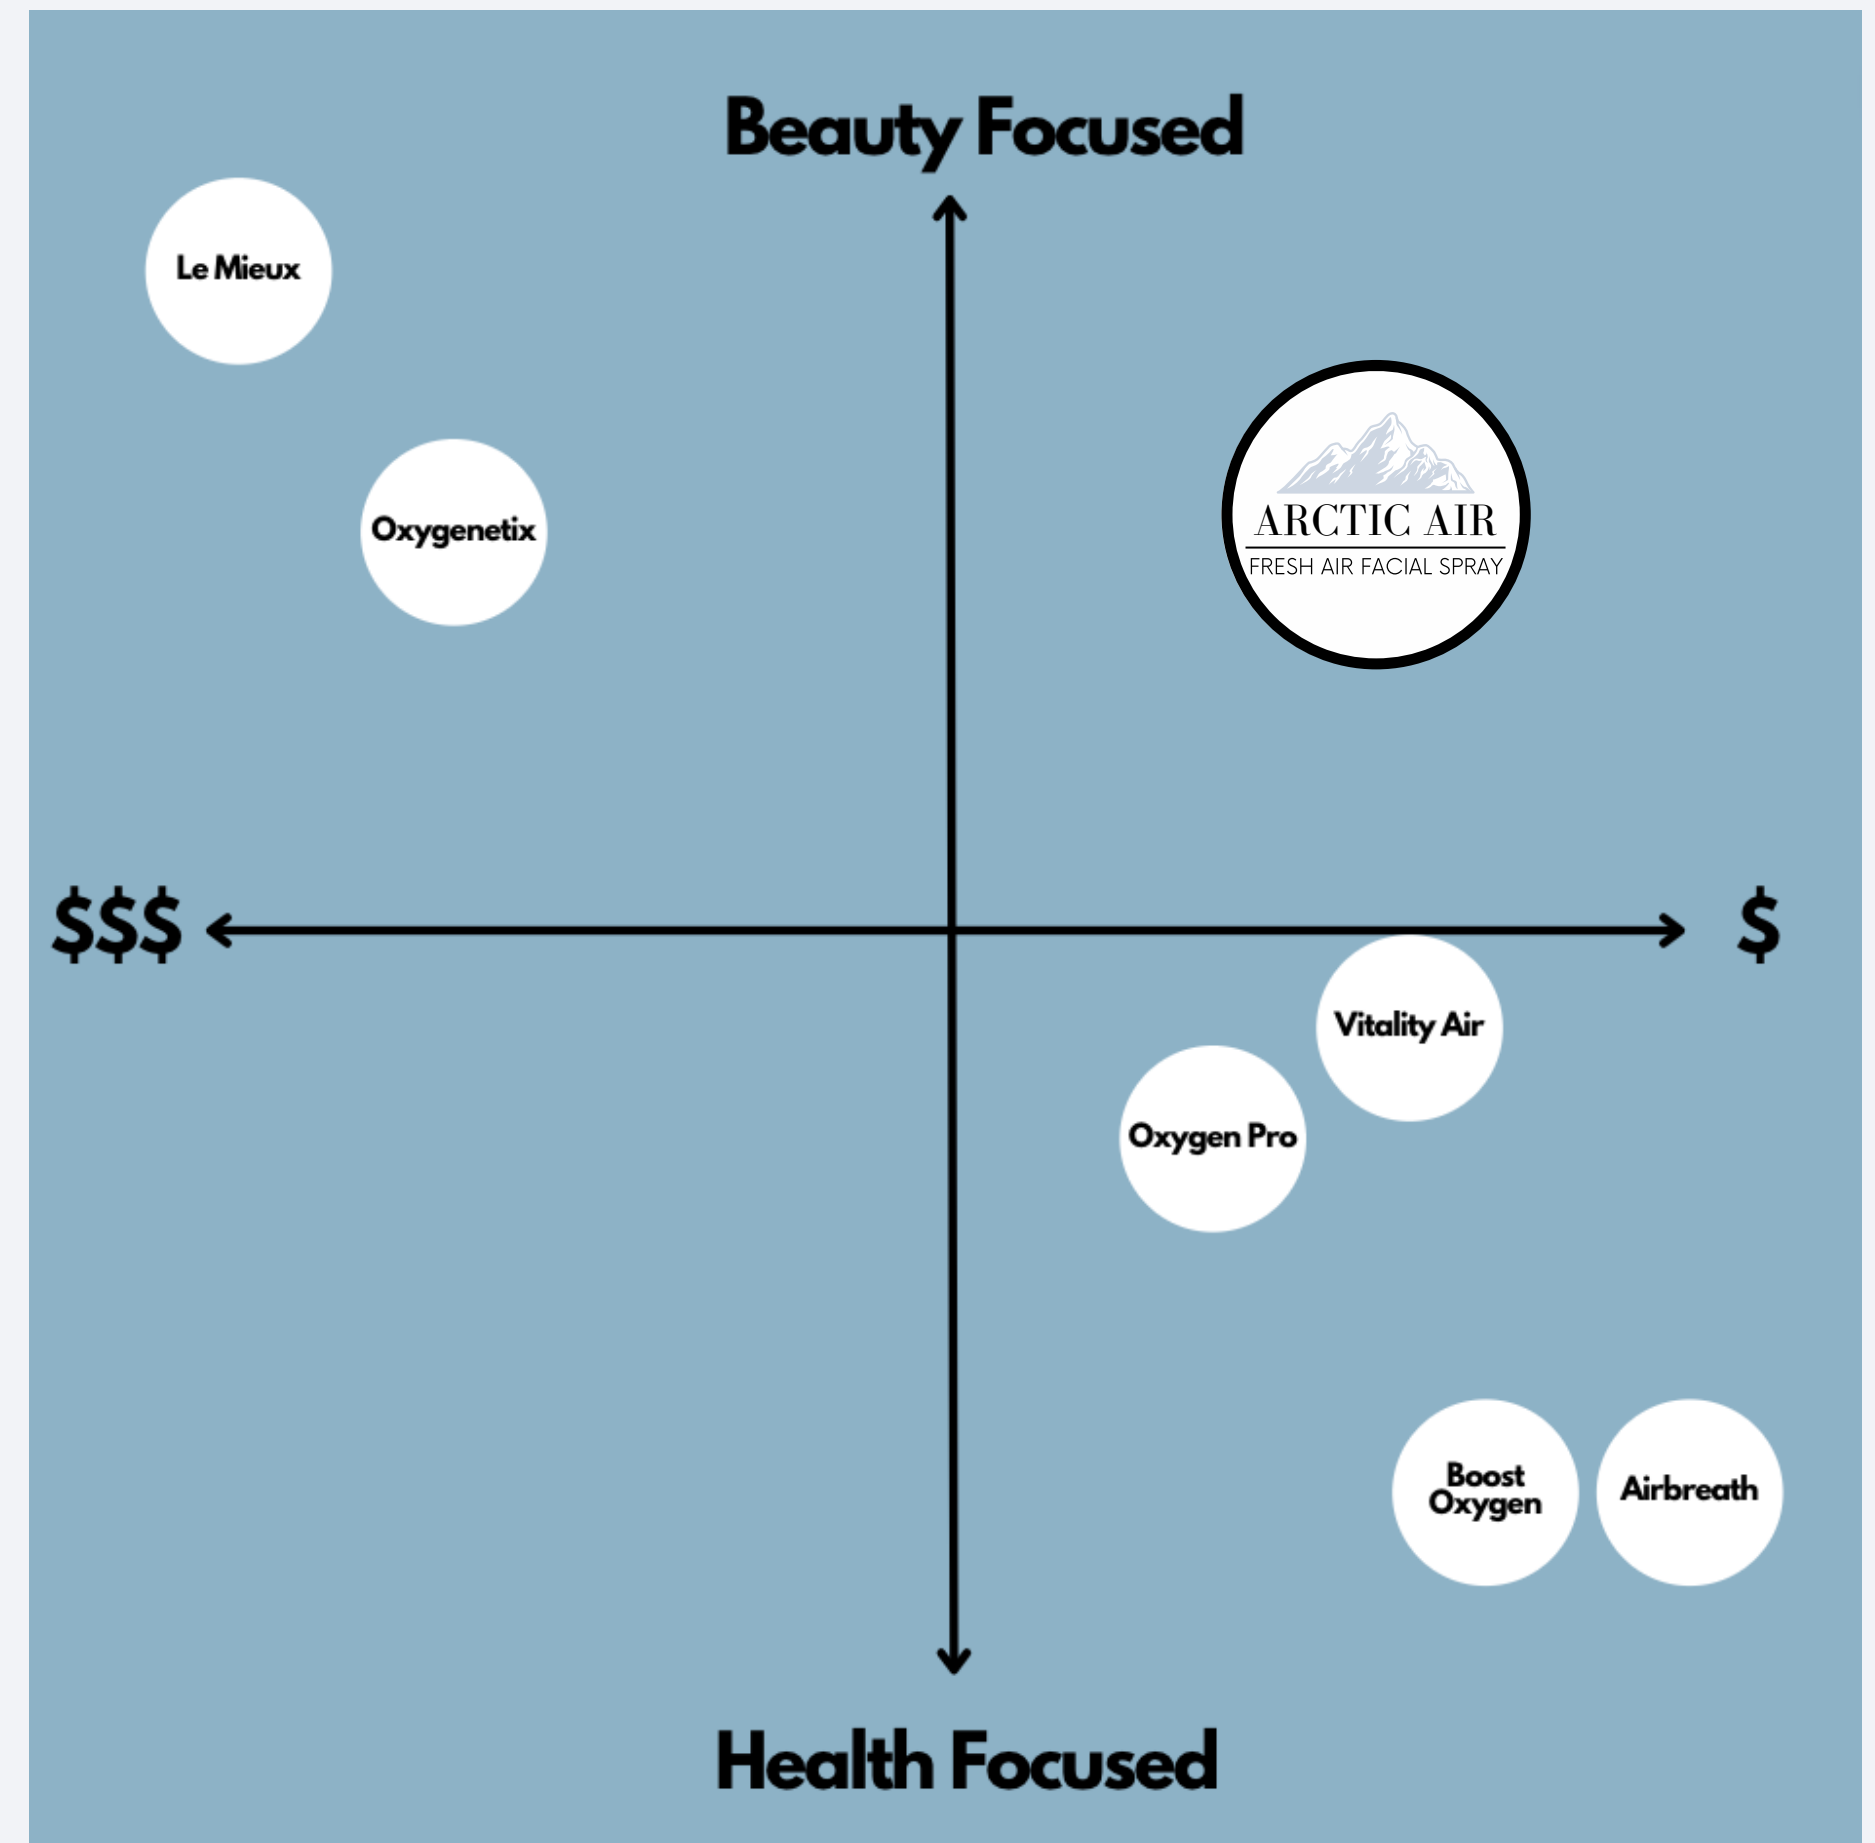 Beauty Focused
Le Mieux
Oxygenetix
ARCTIC AIR
FRESH AIR FACIAL SPRAY
$$$
$
Vitality Air
Oxygen Pro
Boost
Oxygen
Airbreath
Health Focused